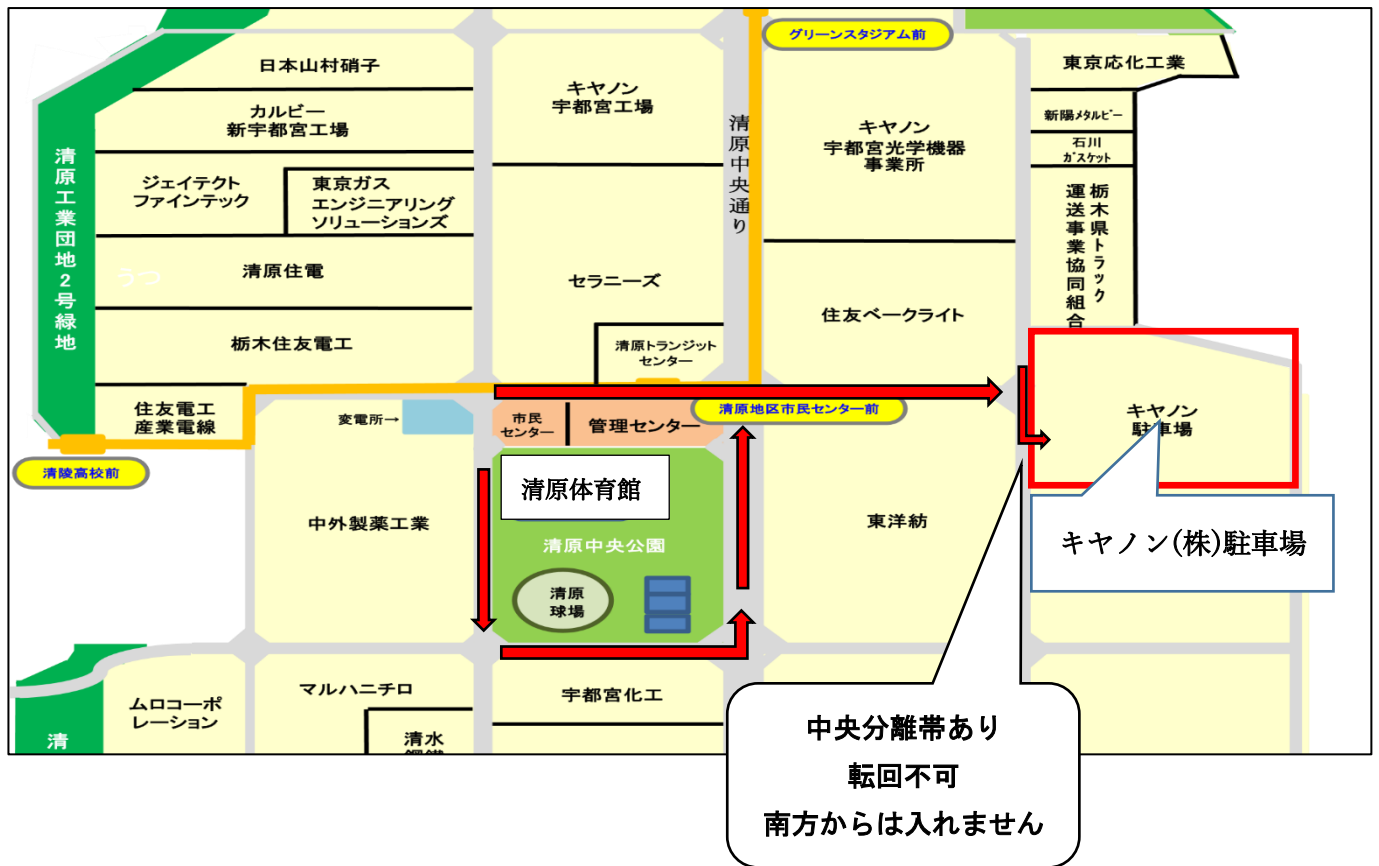 グリーンスタジアム前
日本山村硝子
カルビー
新宇都宮工場
キヤノン
宇都宮工場
清原中央通り
キヤノン
宇都宮光学機器
事業所
東京応化工業
新陽メタルビー
石川
ガスケット
清原工業団地2号緑地
ジェイテクト
ファインテック
東京ガス
エンジニアリング
ソリューションズ
栃木県トラック
運送事業協同組合
うつ
清原住電
セラニーズ
住友ベークライト
栃木住友電工
清原トランジット
センター
住友電工
産業電線
変電所→
市民
センター
管理センター
清原地区市民センター前
キヤノン
駐車場
清陵高校前
清原体育館
中外製薬工業
清原中央公園
東洋紡
キヤノン(株)駐車場
清原
球場
ムロコーポ
レーション
マルハニチロ
宇都宮化工
清
清水
中央分離帯あり
転回不可
南方からは入れません